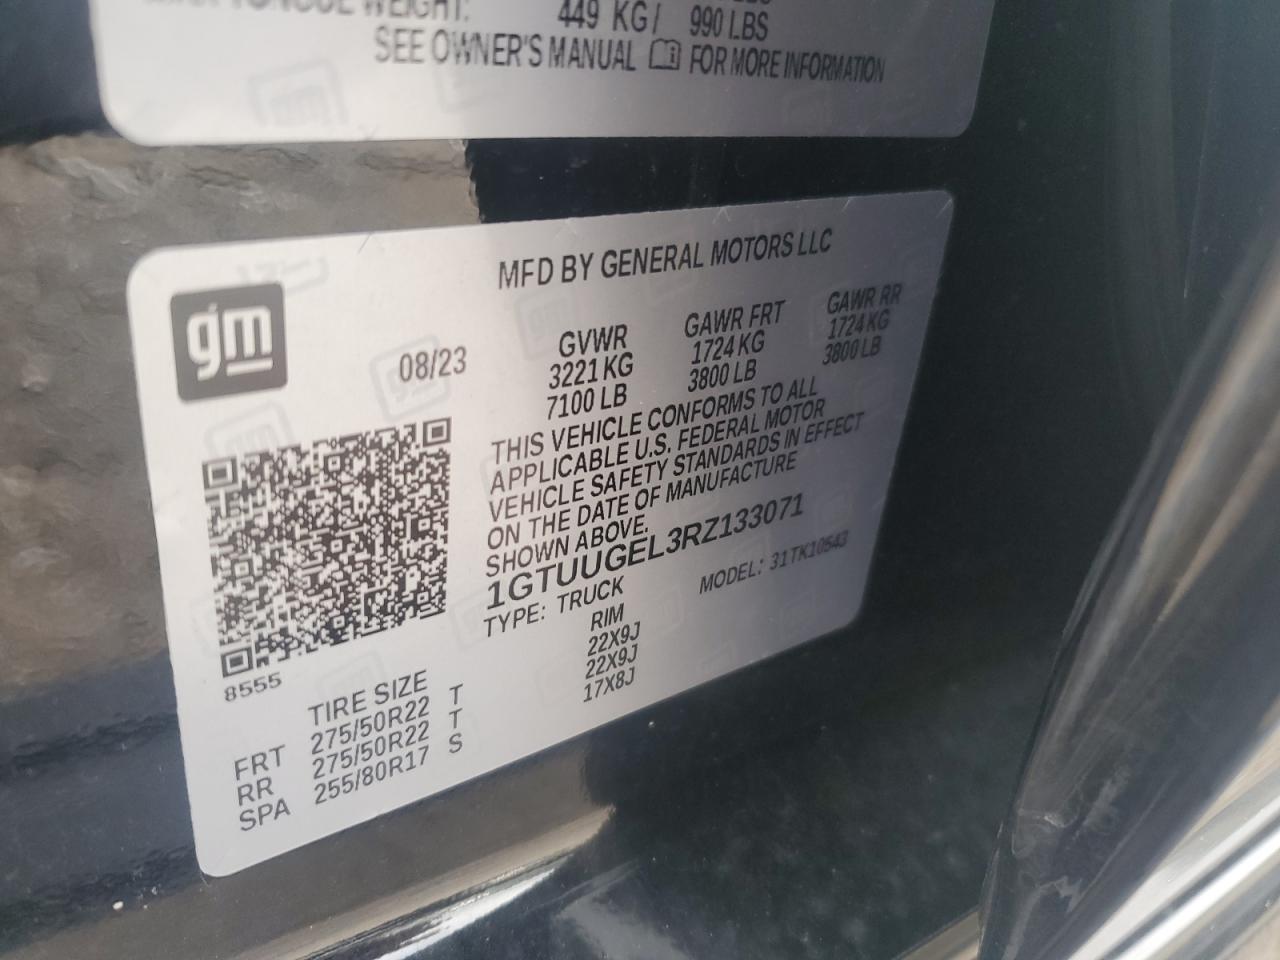 TONGUE WEIGHT: 449 KG / 990 LBS
SEE OWNER'S MANUAL FOR MORE INFORMATION
MFD BY GENERAL MOTORS LLC
gm
08/23
GVWR GAWR FRT GAWR RR
3221 KG 1724 KG 1724 KG
7100 LB 3800 LB 3800 LB
THIS VEHICLE CONFORMS TO ALL
APPLICABLE U.S. FEDERAL MOTOR
VEHICLE SAFETY STANDARDS IN EFFECT
ON THE DATE OF MANUFACTURE
SHOWN ABOVE.
1GTUUGEL3RZ133071
TYPE: TRUCK MODEL: 31TK10543
8555
TIRE SIZE RIM
FRT 275/50R22 T 22X9J
RR 275/50R22 T 22X9J
SPA 255/80R17 S 17X8J